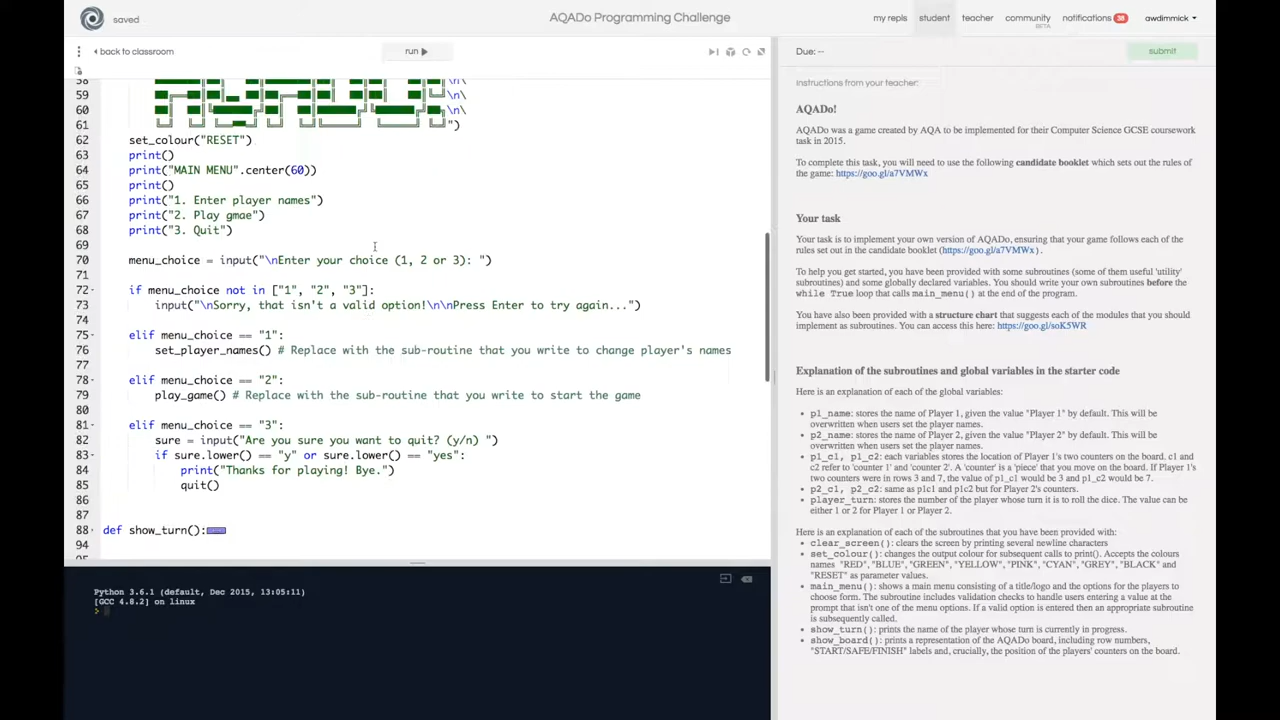 saved
AQADo Programming Challenge
my repls
student
teacher
community
BETA
notifications
38
awdimmick
back to classroom
run
Due: --
submit
58 \n\
59 \n\
60 \n\
61 \n")
62 set_colour("RESET")
63 print()
64 print("MAIN MENU".center(60))
65 print()
66 print("1. Enter player names")
67 print("2. Play gmae")
68 print("3. Quit")
69
70 menu_choice = input("\nEnter your choice (1, 2 or 3): ")
71
72 if menu_choice not in ["1", "2", "3"]:
73 input("\nSorry, that isn't a valid option!\n\nPress Enter to try again...")
74
75 elif menu_choice == "1":
76 set_player_names() # Replace with the sub-routine that you write to change player's names
77
78 elif menu_choice == "2":
79 play_game() # Replace with the sub-routine that you write to start the game
80
81 elif menu_choice == "3":
82 sure = input("Are you sure you want to quit? (y/n) ")
83 if sure.lower() == "y" or sure.lower() == "yes":
84 print("Thanks for playing! Bye.")
85 quit()
86
87
88 def show_turn():
94
Python 3.6.1 (default, Dec 2015, 13:05:11)
[GCC 4.8.2] on linux
>
Instructions from your teacher:
AQADo!
AQADo was a game created by AQA to be implemented for their Computer Science GCSE coursework
task in 2015.
To complete this task, you will need to use the following candidate booklet which sets out the rules of
the game: https://goo.gl/a7VMWx
Your task
Your task is to implement your own version of AQADo, ensuring that your game follows each of the
rules set out in the candidate booklet (https://goo.gl/a7VMWx).
To help you get started, you have been provided with some subroutines (some of them useful 'utility'
subroutines) and some globally declared variables. You should write your own subroutines before the
while True loop that calls main_menu() at the end of the program.
You have also been provided with a structure chart that suggests each of the modules that you should
implement as subroutines. You can access this here: https://goo.gl/soK5WR
Explanation of the subroutines and global variables in the starter code
Here is an explanation of each of the global variables:
• p1_name: stores the name of Player 1, given the value "Player 1" by default. This will be
overwritten when users set the player names.
• p2_name: stores the name of Player 2, given the value "Player 2" by default. This will be
overwritten when users set the player names.
• p1_c1, p1_c2: each variables stores the location of Player 1's two counters on the board. c1 and
c2 refer to 'counter 1' and 'counter 2'. A 'counter' is a 'piece' that you move on the board. If Player 1's
two counters were in rows 3 and 7, the value of p1_c1 would be 3 and p1_c2 would be 7.
• p2_c1, p2_c2: same as p1c1 and p1c2 but for Player 2's counters.
• player_turn: stores the number of the player whose turn it is to roll the dice. The value can be
either 1 or 2 for Player 1 or Player 2.
Here is an explanation of each of the subroutines that you have been provided with:
• clear_screen(): clears the screen by printing several newline characters
• set_colour(): changes the output colour for subsequent calls to print(). Accepts the colours
names "RED", "BLUE", "GREEN", "YELLOW", "PINK", "CYAN", "GREY", "BLACK" and
"RESET" as parameter values.
• main_menu(): shows a main menu consisting of a title/logo and the options for the players to
choose form. The subroutine includes validation checks to handle users entering a value at the
prompt that isn't one of the menu options. If a valid option is entered then an appropriate subroutine
is subsequently called.
• show_turn(): prints the name of the player whose turn is currently in progress.
• show_board(): prints a representation of the AQADo board, including row numbers,
"START/SAFE/FINISH" labels and, crucially, the position of the players' counters on the board.